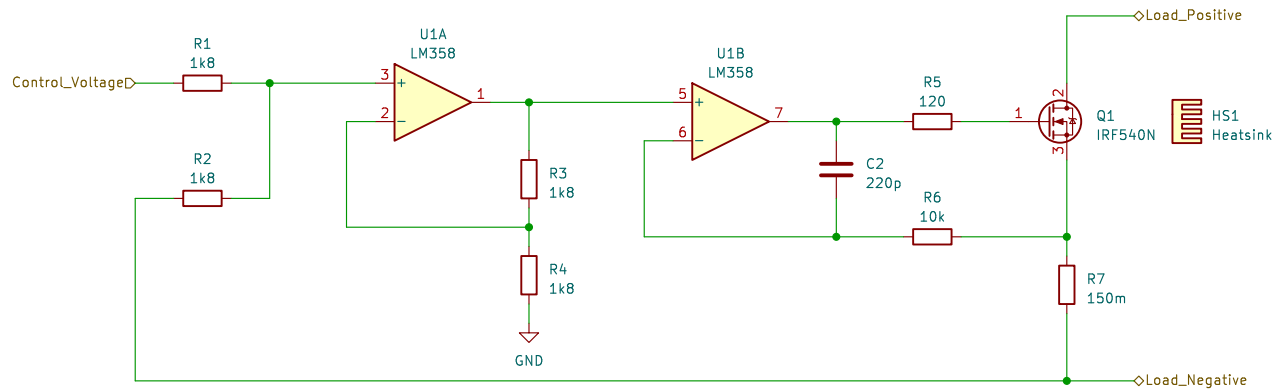 Load_Positive
U1A
LM358
R1
1k8
Control_Voltage
3
+
1
2
−
U1B
LM358
5
+
7
6
−
R5
120
2
1
3
Q1
IRF540N
HS1
Heatsink
R2
1k8
R3
1k8
C2
220p
R6
10k
R4
1k8
R7
150m
GND
Load_Negative